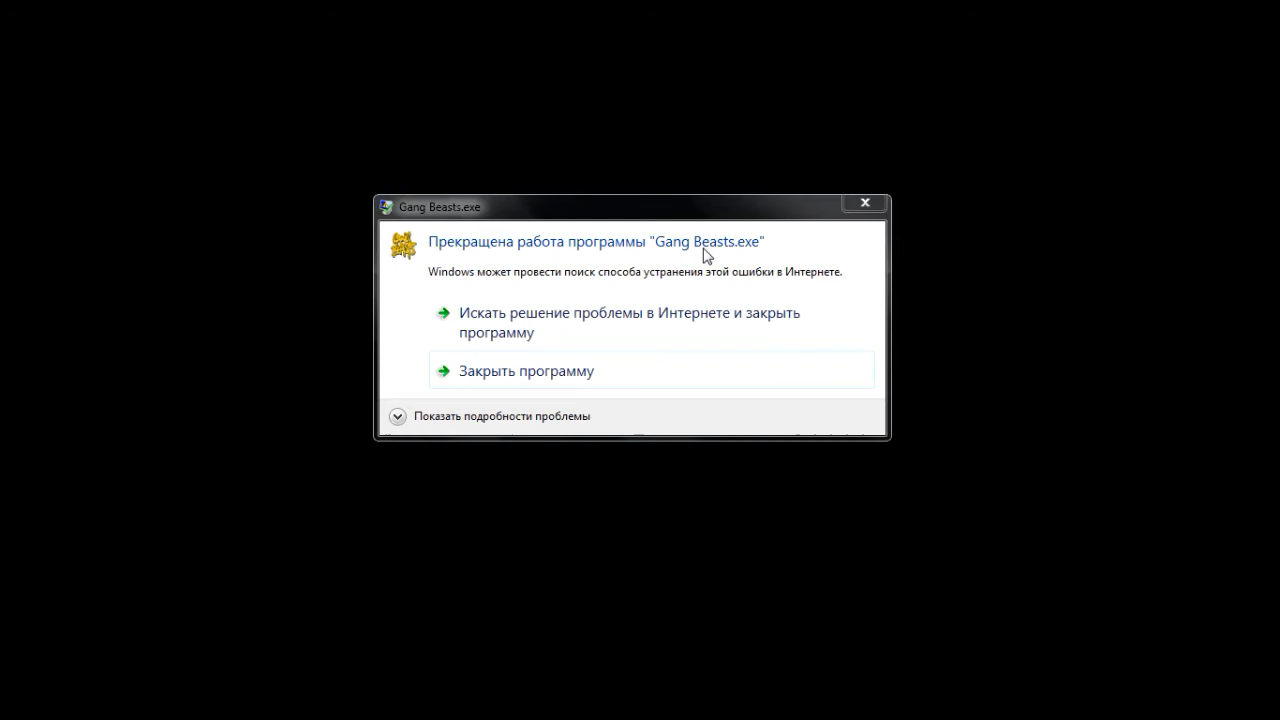 Gang Beasts.exe
Прекращена работа программы "Gang Beasts.exe"
Windows может провести поиск способа устранения этой ошибки в Интернете.
Искать решение проблемы в Интернете и закрыть
программу
Закрыть программу
Показать подробности проблемы